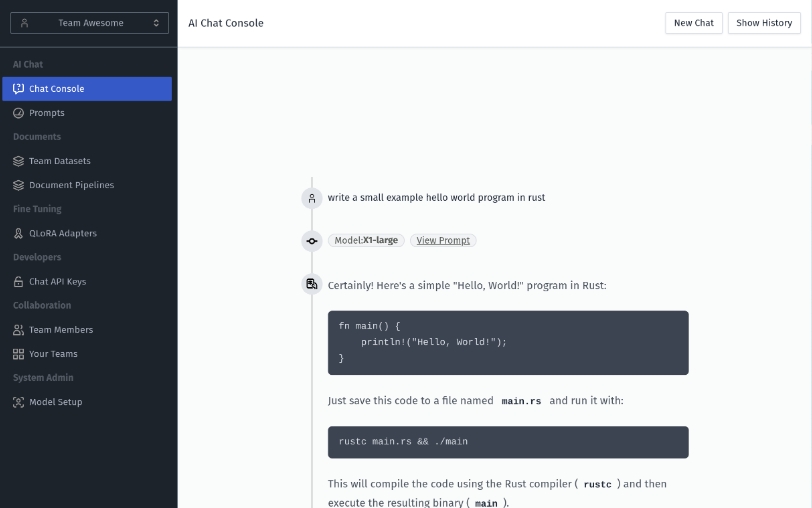 Team Awesome
AI Chat
Chat Console
Prompts
Documents
Team Datasets
Document Pipelines
Fine Tuning
QLoRA Adapters
Developers
Chat API Keys
Collaboration
Team Members
Your Teams
System Admin
Model Setup
AI Chat Console
New Chat
Show History
write a small example hello world program in rust
Model:X1-large View Prompt
Certainly! Here's a simple "Hello, World!" program in Rust:
fn main() {
    println!("Hello, World!");
}
Just save this code to a file named main.rs and run it with:
rustc main.rs && ./main
This will compile the code using the Rust compiler ( rustc ) and then
execute the resulting binary ( main ).